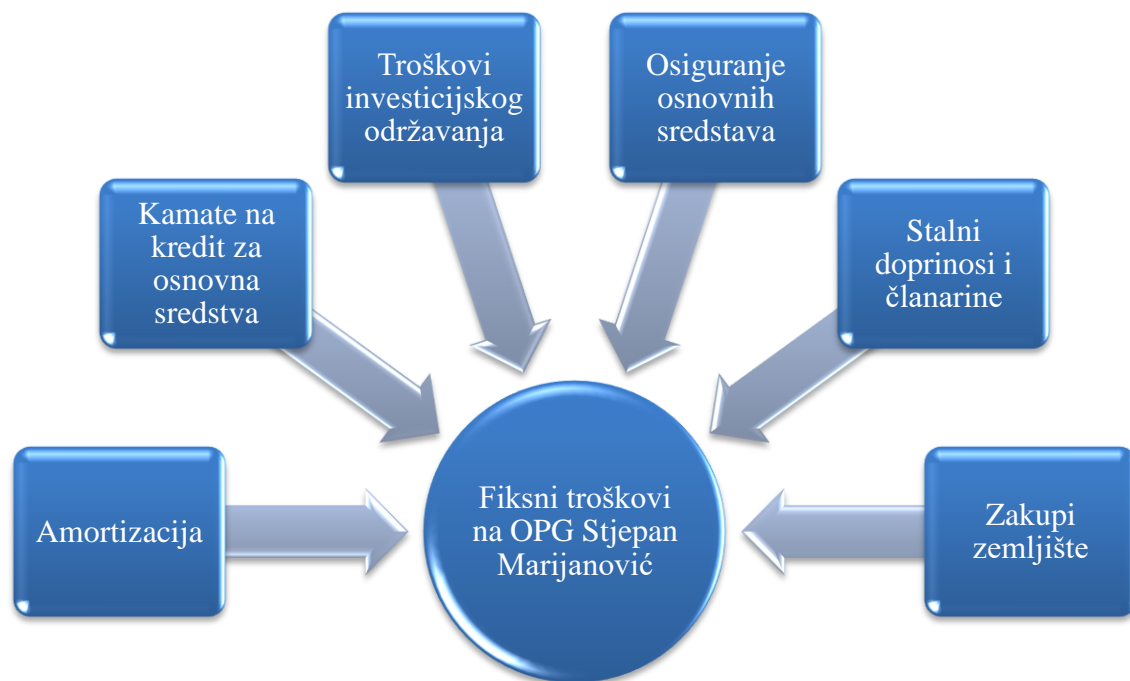 Troškovi
investicijskog
održavanja
Osiguranje
osnovnih
sredstava
Kamate na
kredit za
osnovna
sredstva
Stalni
doprinosi i
članarine
Amortizacija
Fiksni troškovi
na OPG Stjepan
Marijanović
Zakupi
zemljište